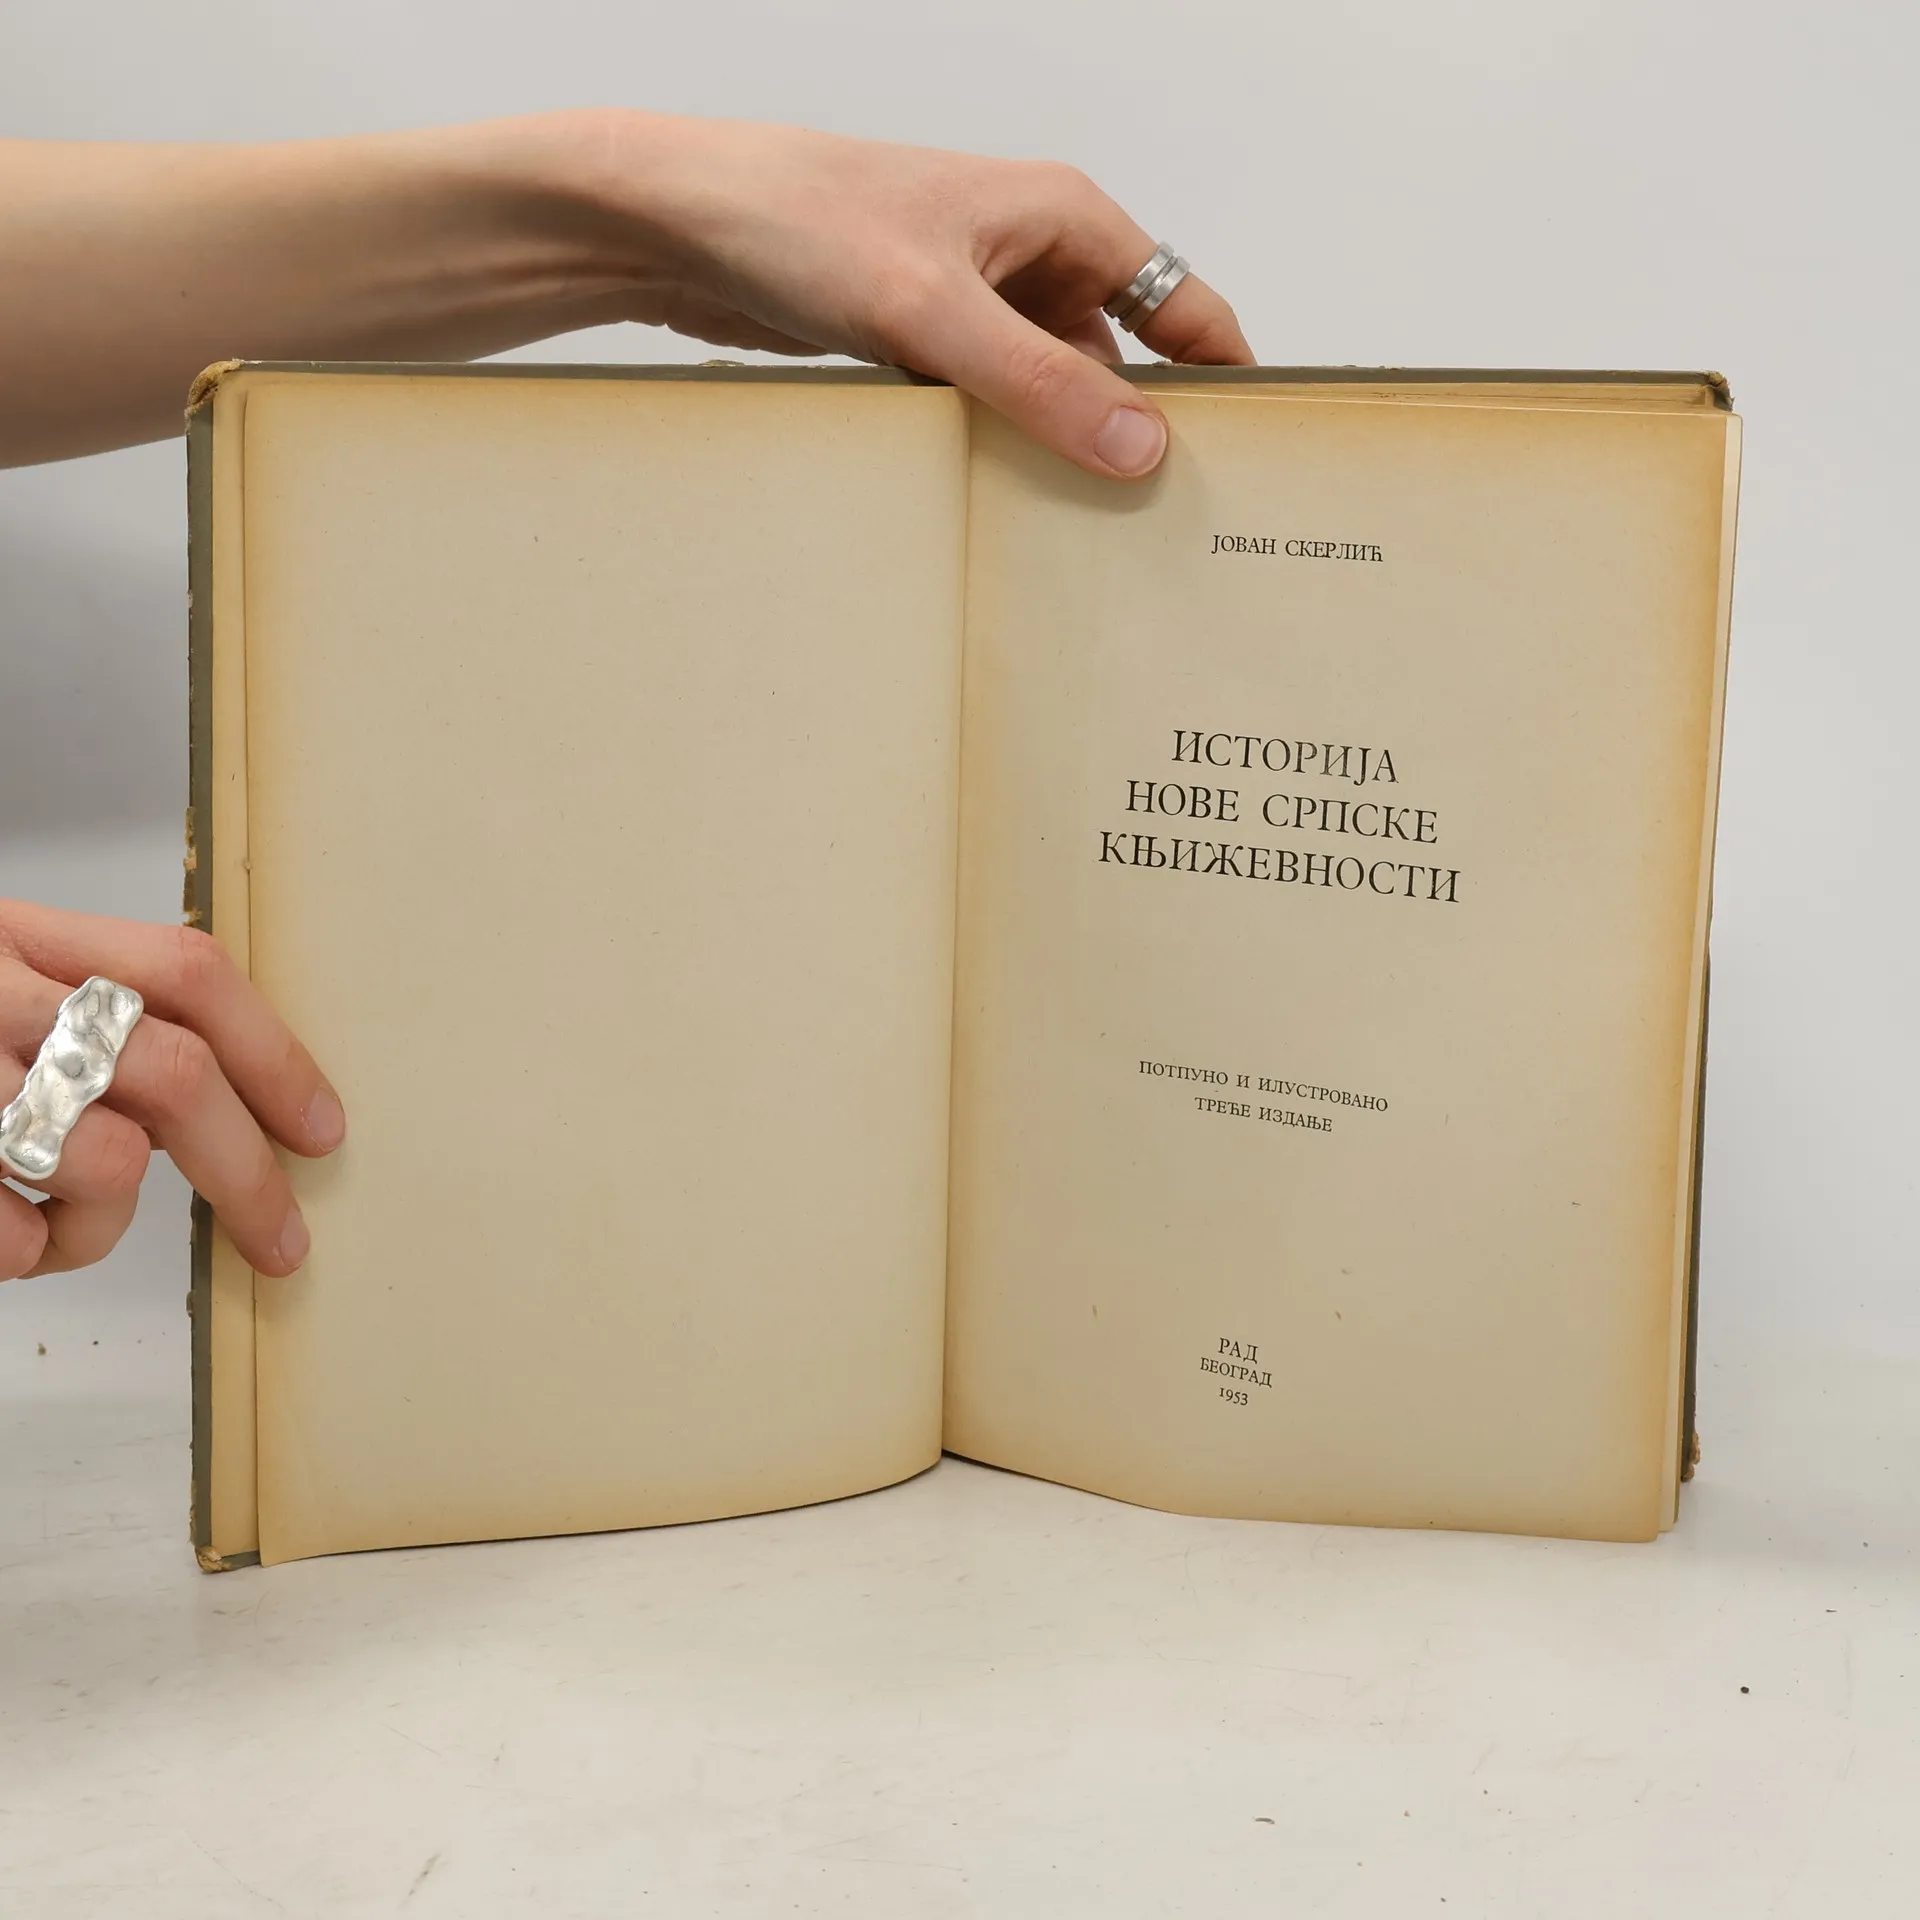 ЈОВАН СКЕРЛИЋ
ИСТОРИЈА
НОВЕ СРПСКЕ
КЊИЖЕВНОСТИ
ПОТПУНО И ИЛУСТРОВАНО
ТРЕЋЕ ИЗДАЊЕ
РАД
БЕОГРАД
1953